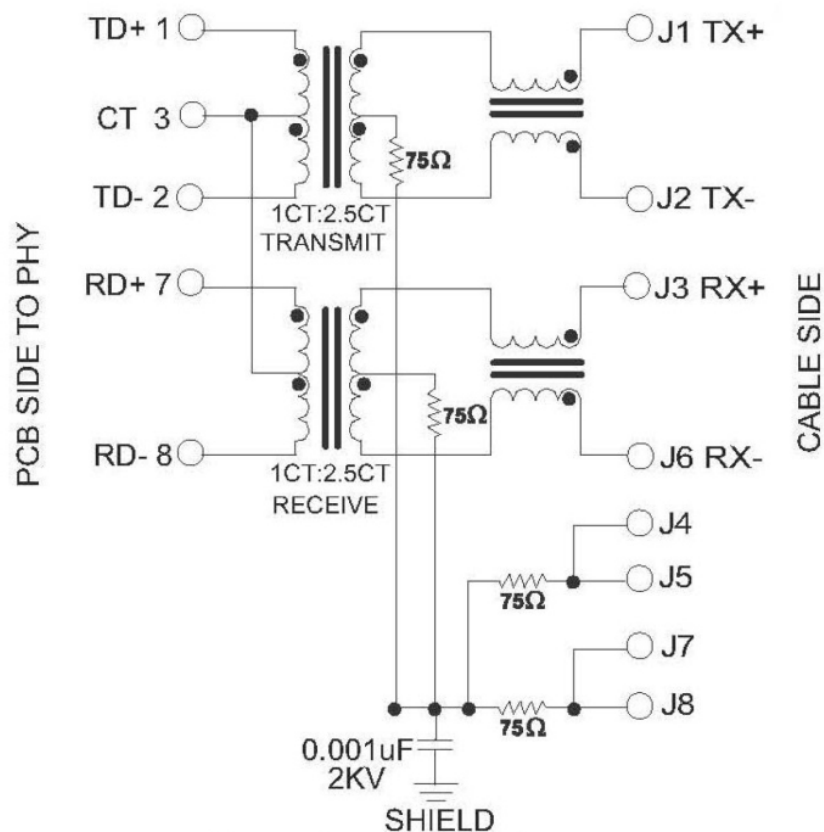 TD+ 1
J1 TX+
CT 3
75Ω
TD- 2
J2 TX-
1CT:2.5CT
TRANSMIT
RD+ 7
J3 RX+
PCB SIDE TO PHY
CABLE SIDE
75Ω
RD- 8
J6 RX-
1CT:2.5CT
RECEIVE
J4
J5
75Ω
J7
J8
75Ω
0.001uF
2KV
SHIELD